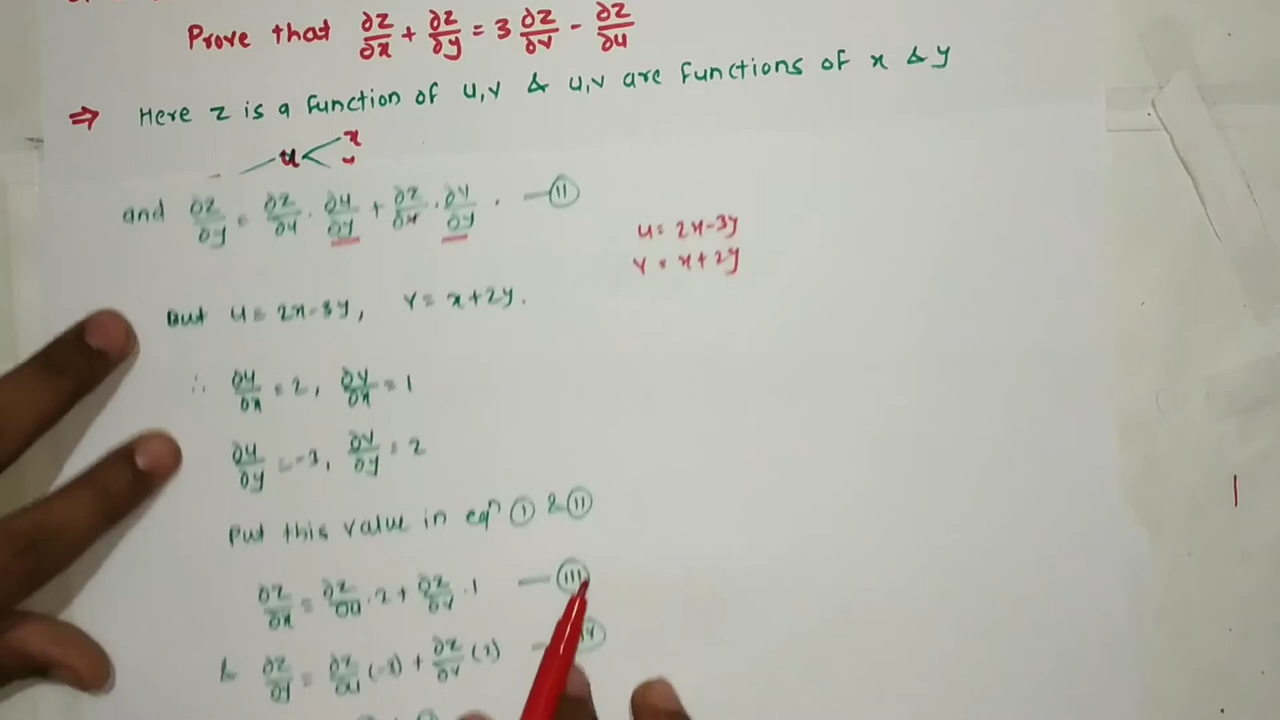 Prove that ∂z/∂x + ∂z/∂y = 3 ∂z/∂v - ∂z/∂u
⇒ Here z is a function of u,v & u,v are functions of x & y
u < x
and ∂z/∂y = ∂z/∂u · ∂u/∂y + ∂z/∂x · ∂v/∂y . — (II)
u = 2x-3y
v = x+2y
But u = 2x-3y, v = x+2y.
∴ ∂u/∂x = 2, ∂v/∂x = 1
∂u/∂y = -3, ∂v/∂y = 2
put this value in eqn (I) & (II)
∂z/∂x = ∂z/∂u · 2 + ∂z/∂v · 1 — (III)
& ∂z/∂y = ∂z/∂u (-3) + ∂z/∂v (2)